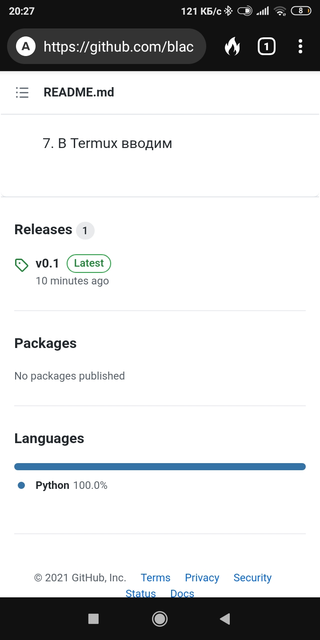 20:27
121 КБ/с
8
A
https://github.com/blac
1
README.md
7. В Termux вводим
Releases 1
v0.1 Latest
10 minutes ago
Packages
No packages published
Languages
Python 100.0%
© 2021 GitHub, Inc. Terms Privacy Security
Status Docs